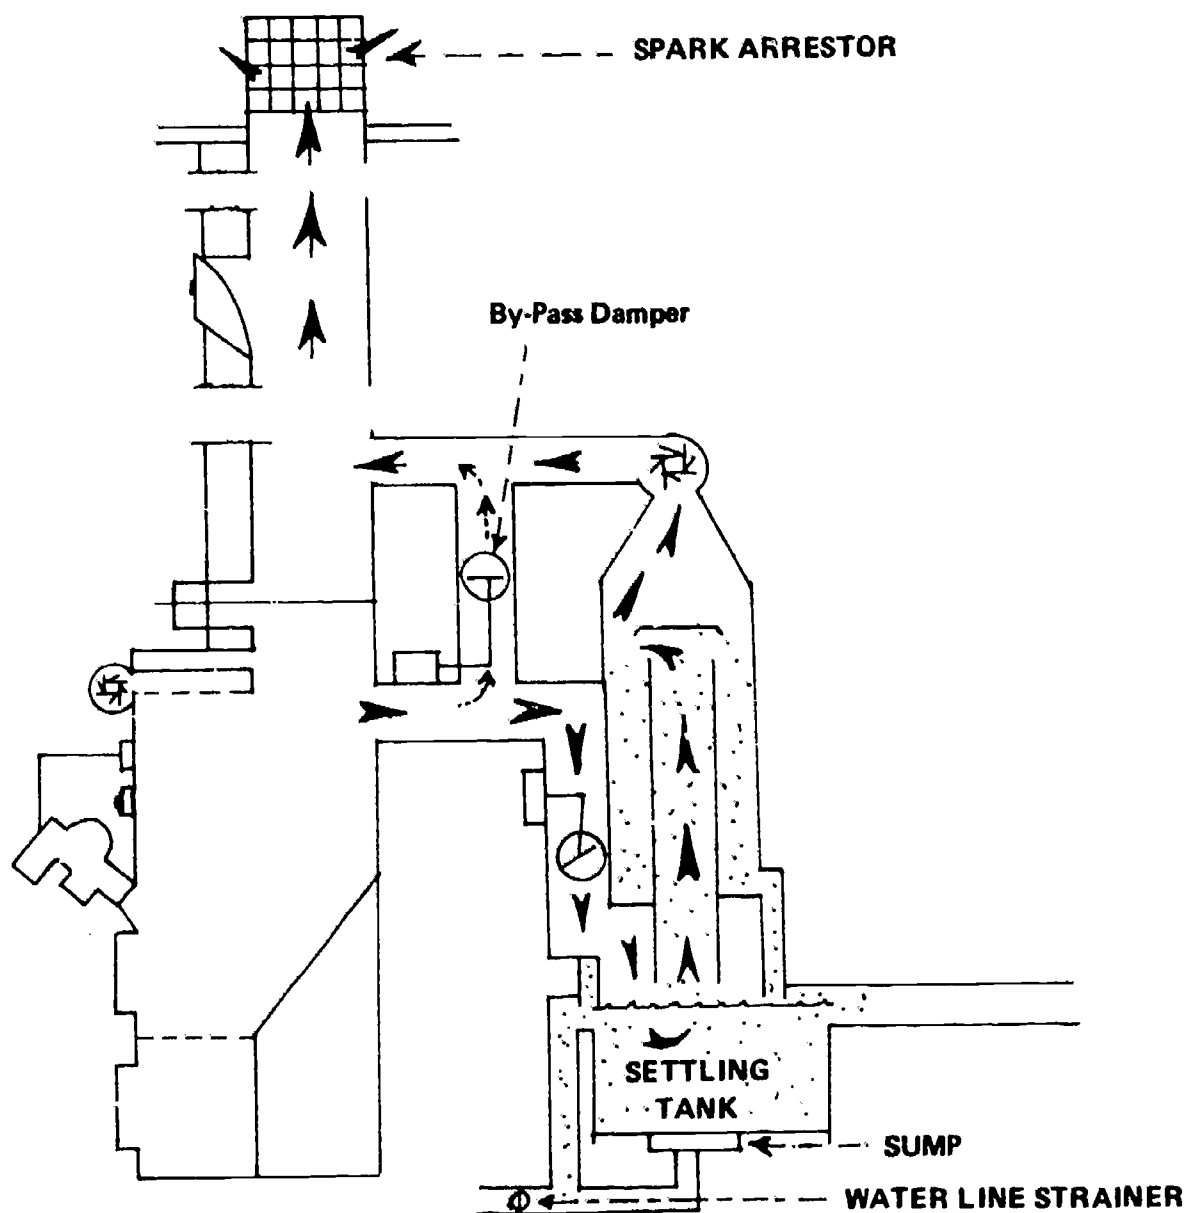 SPARK ARRESTOR
By-Pass Damper
SETTLING
TANK
SUMP
WATER LINE STRAINER